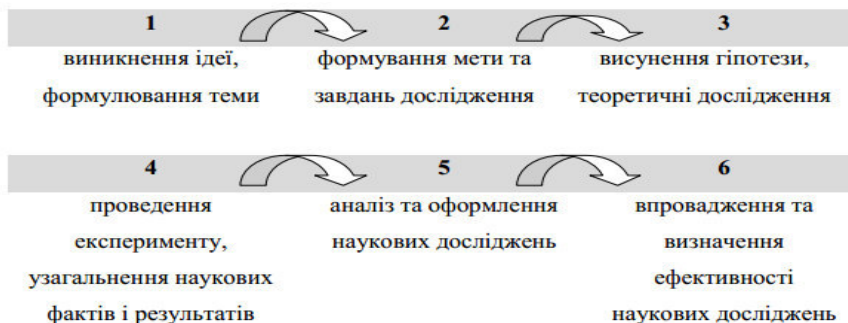 1 2 3
виникнення ідеї, формування мети та висунення гіпотези,
формулювання теми завдань дослідження теоретичні дослідження
4 5 6
проведення аналіз та оформлення впровадження та
експерименту, наукових досліджень визначення
узагальнення наукових ефективності
фактів і результатів наукових досліджень